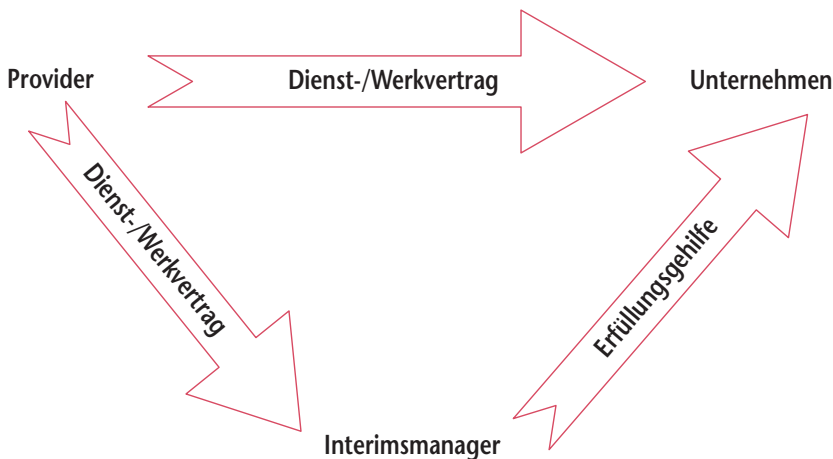 Provider
Dienst-/Werkvertrag
Unternehmen
Dienst-/Werkvertrag
Erfüllungsgehilfe
Interimsmanager